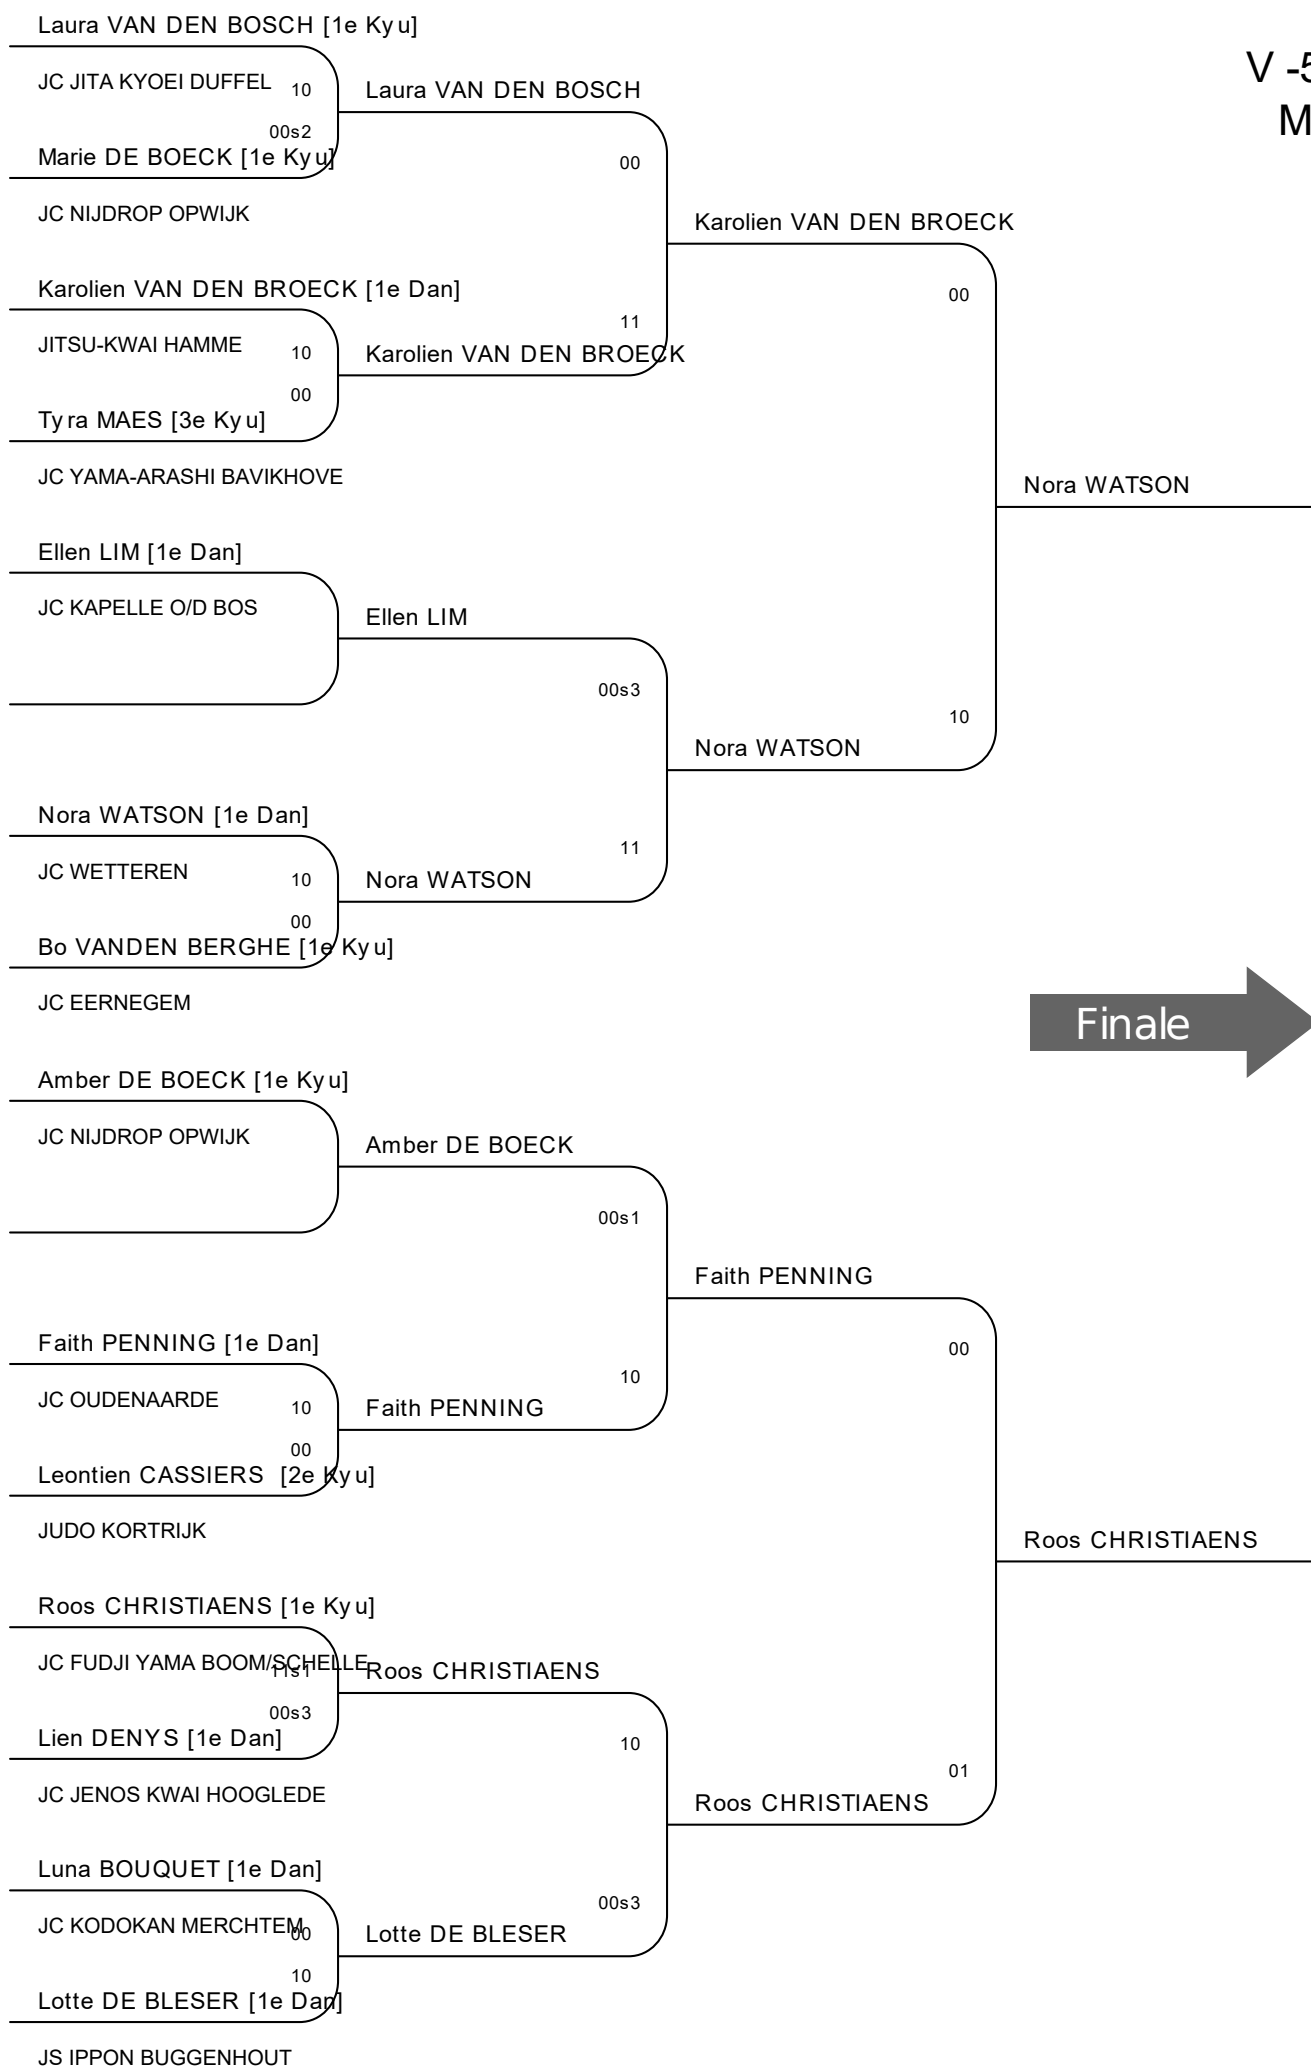 Laura VAN DEN BOSCH [1e Kyu]
V -5
JC JITA KYOEI DUFFEL 10
Laura VAN DEN BOSCH
M
00s2
Marie DE BOECK [1e Kyu]
00
JC NIJDROP OPWIJK
Karolien VAN DEN BROECK
Karolien VAN DEN BROECK [1e Dan]
00
11
JITSU-KWAI HAMME 10
Karolien VAN DEN BROECK
00
Tyra MAES [3e Kyu]
JC YAMA-ARASHI BAVIKHOVE
Nora WATSON
Ellen LIM [1e Dan]
JC KAPELLE O/D BOS
Ellen LIM
00s3
10
Nora WATSON
Nora WATSON [1e Dan]
11
JC WETTEREN 10
Nora WATSON
00
Bo VANDEN BERGHE [1e Kyu]
JC EERNEGEM
Finale
Amber DE BOECK [1e Kyu]
JC NIJDROP OPWIJK
Amber DE BOECK
00s1
Faith PENNING
Faith PENNING [1e Dan]
00
10
JC OUDENAARDE 10
Faith PENNING
00
Leontien CASSIERS [2e Kyu]
JUDO KORTRIJK
Roos CHRISTIAENS
Roos CHRISTIAENS [1e Kyu]
JC FUDJI YAMA BOOM/SCHELLE
11s1
Roos CHRISTIAENS
00s3
Lien DENYS [1e Dan]
10
01
JC JENOS KWAI HOOGLEDE
Roos CHRISTIAENS
Luna BOUQUET [1e Dan]
00s3
JC KODOKAN MERCHTEM
00
Lotte DE BLESER
10
Lotte DE BLESER [1e Dan]
JS IPPON BUGGENHOUT